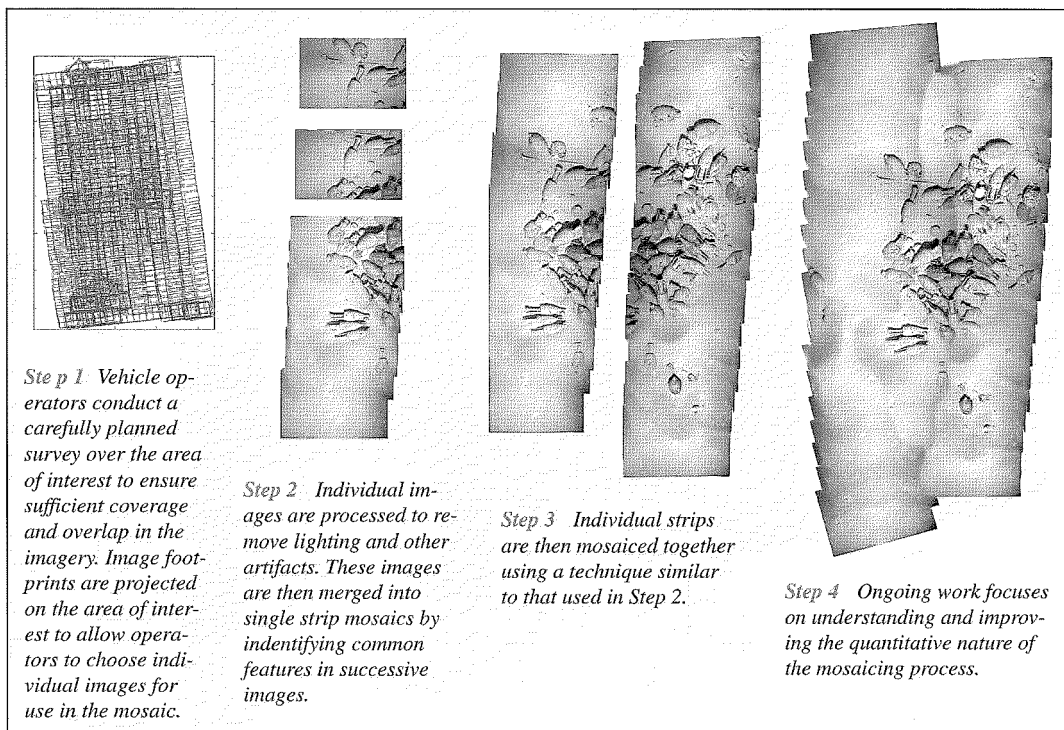 Ste p 1 Vehicle op-
erators conduct a
carefully planned
survey over the area
of interest to ensure
sufficient coverage
and overlap in the
imagery. Image foot-
prints are projected
on the area of inter-
est to allow opera-
tors to choose indi-
vidual images for
use in the mosaic.
Step 2 Individual im-
ages are processed to re-
move lighting and other
artifacts. These images
are then merged into
single strip mosaics by
indentifying common
features in successive
images.
Step 3 Individual strips
are then mosaiced together
using a technique similar
to that used in Step 2.
Step 4 Ongoing work focuses
on understanding and improv-
ing the quantitative nature of
the mosaicing process.